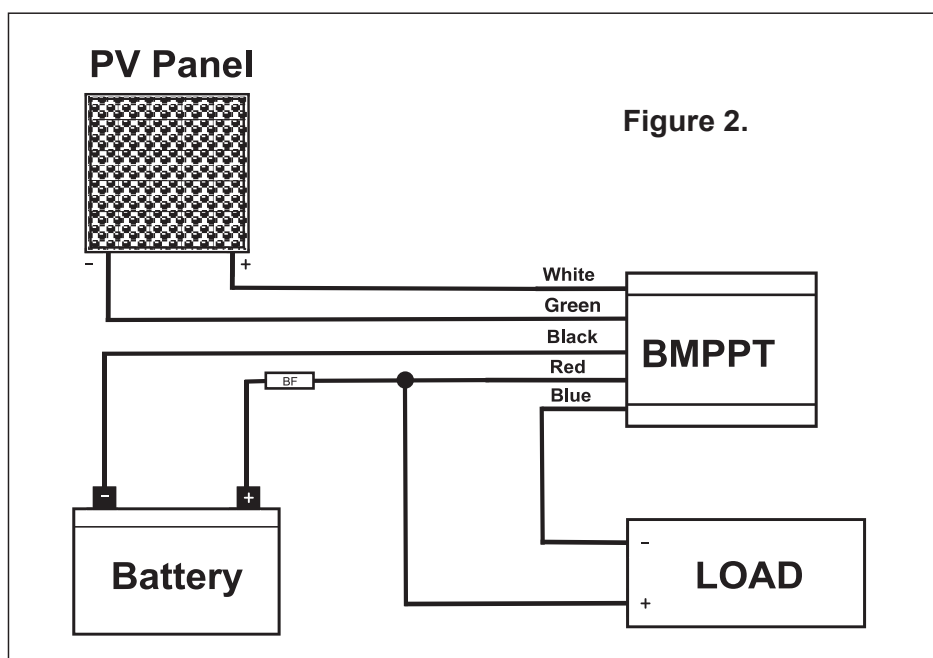 PV Panel
Figure 2.
- +
White
Green
Black
Red
Blue
BMPPT
BF
- +
Battery
-
LOAD
+